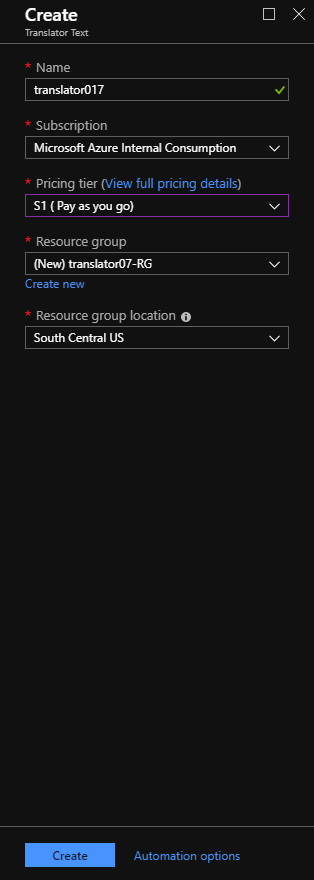 Create
Translator Text
* Name
translator017
* Subscription
Microsoft Azure Internal Consumption
* Pricing tier (View full pricing details)
S1 ( Pay as you go)
* Resource group
(New) translator07-RG
Create new
* Resource group location
South Central US
Create Automation options